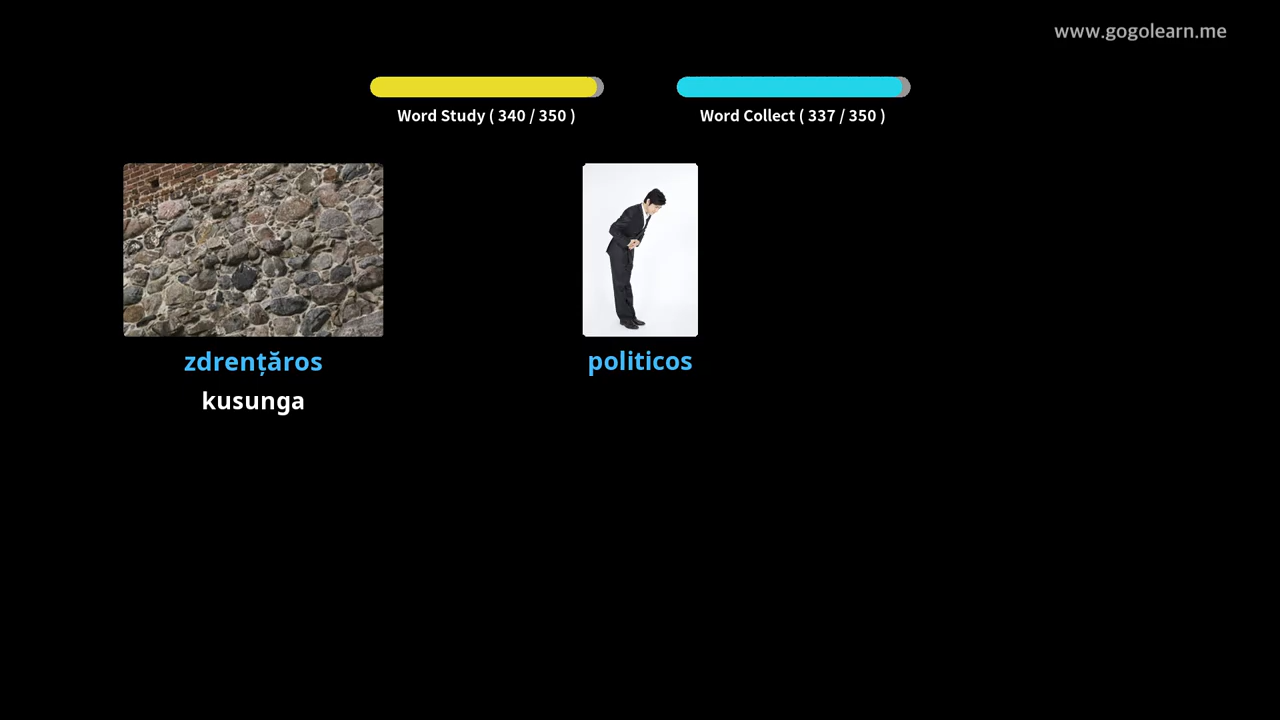 www.gogolearn.me
Word Study ( 340 / 350 )
Word Collect ( 337 / 350 )
zdrențăros
politicos
kusunga